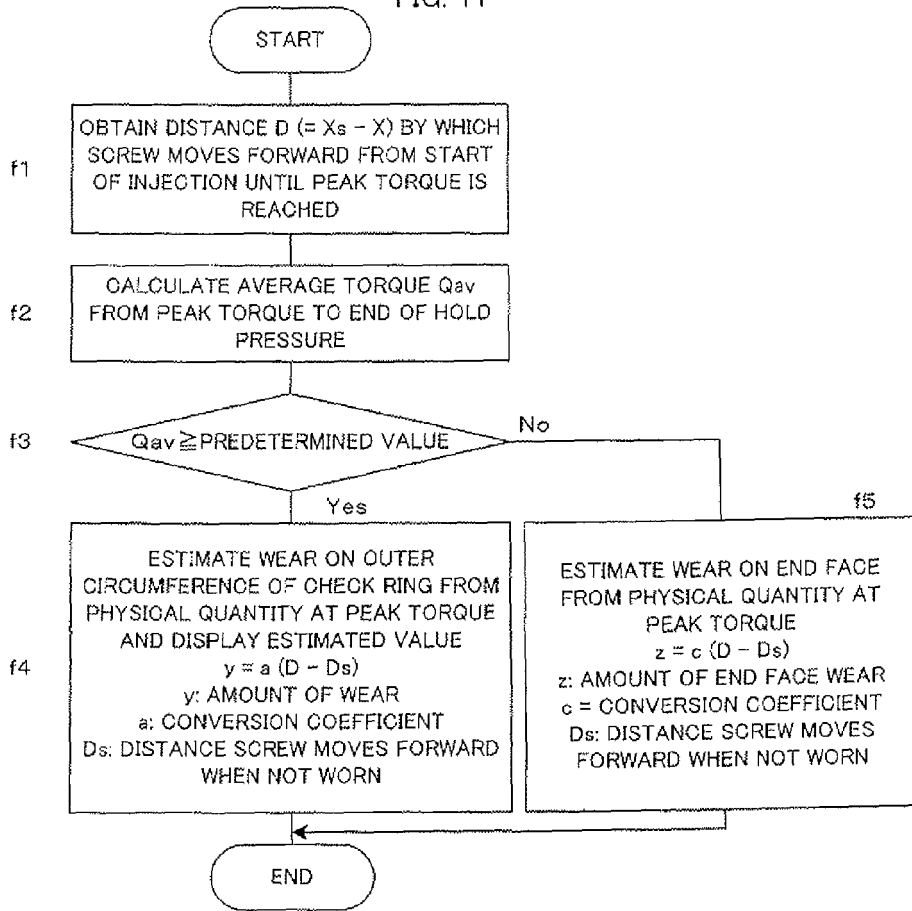 FIG. 11
START
f1
OBTAIN DISTANCE D (= Xs - X) BY WHICH
SCREW MOVES FORWARD FROM START
OF INJECTION UNTIL PEAK TORQUE IS
REACHED
f2
CALCULATE AVERAGE TORQUE Qav
FROM PEAK TORQUE TO END OF HOLD
PRESSURE
f3
Qav ≧ PREDETERMINED VALUE
No
Yes
f4
ESTIMATE WEAR ON OUTER
CIRCUMFERENCE OF CHECK RING FROM
PHYSICAL QUANTITY AT PEAK TORQUE
AND DISPLAY ESTIMATED VALUE
y = a (D - Ds)
y: AMOUNT OF WEAR
a: CONVERSION COEFFICIENT
Ds: DISTANCE SCREW MOVES FORWARD
WHEN NOT WORN
f5
ESTIMATE WEAR ON END FACE
FROM PHYSICAL QUANTITY AT
PEAK TORQUE
z = c (D - Ds)
z: AMOUNT OF END FACE WEAR
c = CONVERSION COEFFICIENT
Ds: DISTANCE SCREW MOVES
FORWARD WHEN NOT WORN
END